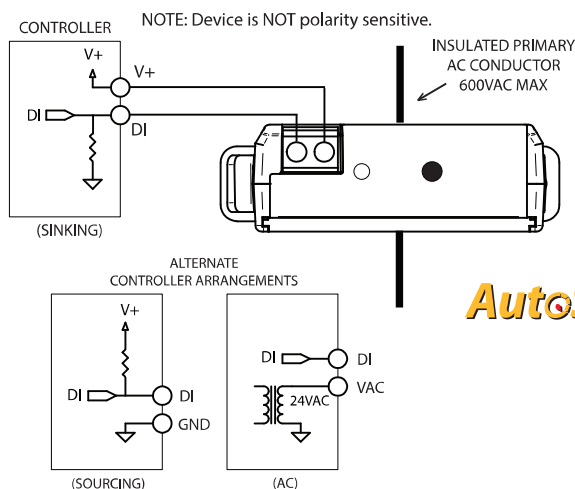 NOTE: Device is NOT polarity sensitive.
CONTROLLER
V+
V+
DI
DI
(SINKING)
INSULATED PRIMARY
AC CONDUCTOR
600VAC MAX
ALTERNATE
CONTROLLER ARRANGEMENTS
V+
DI
DI
GND
(SOURCING)
DI
DI
VAC
24VAC
(AC)